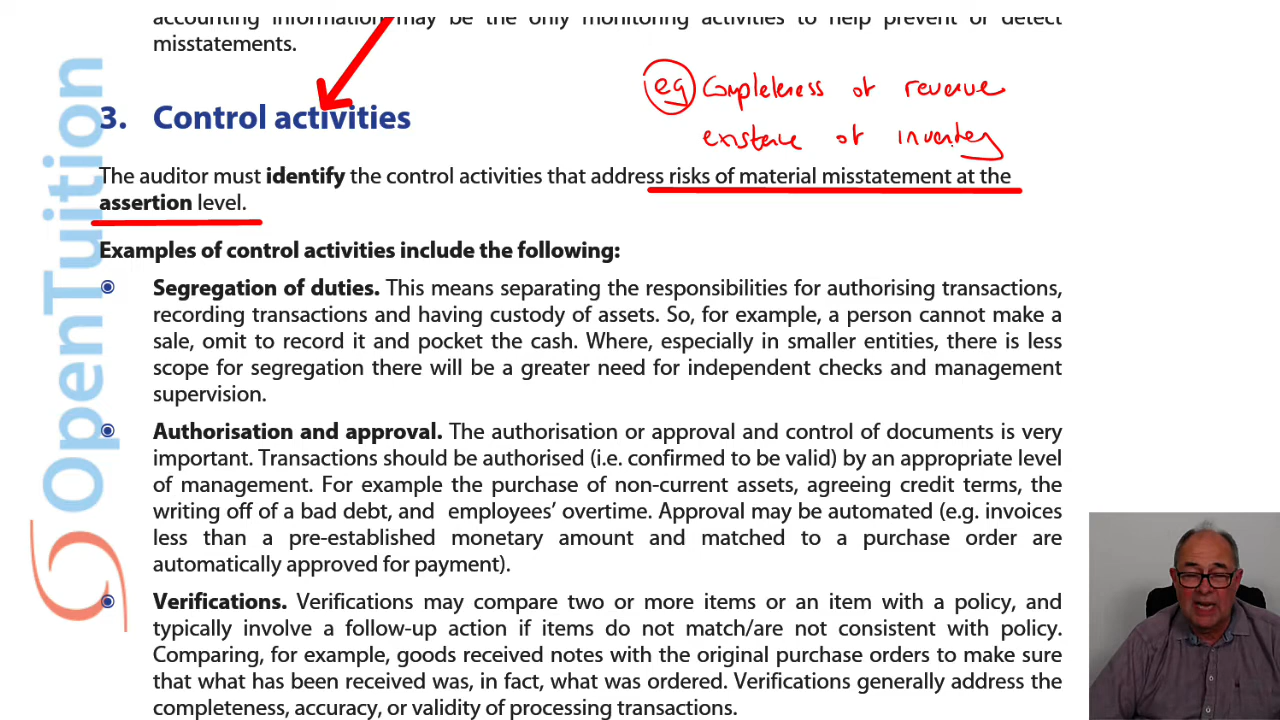 accounting information may be the only monitoring activities to help prevent or detect
misstatements.
eg Completeness of revenue
existence of inventory
3. Control activities
The auditor must identify the control activities that address risks of material misstatement at the
assertion level.
Examples of control activities include the following:
Segregation of duties. This means separating the responsibilities for authorising transactions,
recording transactions and having custody of assets. So, for example, a person cannot make a
sale, omit to record it and pocket the cash. Where, especially in smaller entities, there is less
scope for segregation there will be a greater need for independent checks and management
supervision.
Authorisation and approval. The authorisation or approval and control of documents is very
important. Transactions should be authorised (i.e. confirmed to be valid) by an appropriate level
of management. For example the purchase of non-current assets, agreeing credit terms, the
writing off of a bad debt, and employees’ overtime. Approval may be automated (e.g. invoices
less than a pre-established monetary amount and matched to a purchase order are
automatically approved for payment).
Verifications. Verifications may compare two or more items or an item with a policy, and
typically involve a follow-up action if items do not match/are not consistent with policy.
Comparing, for example, goods received notes with the original purchase orders to make sure
that what has been received was, in fact, what was ordered. Verifications generally address the
completeness, accuracy, or validity of processing transactions.
OpenTuition